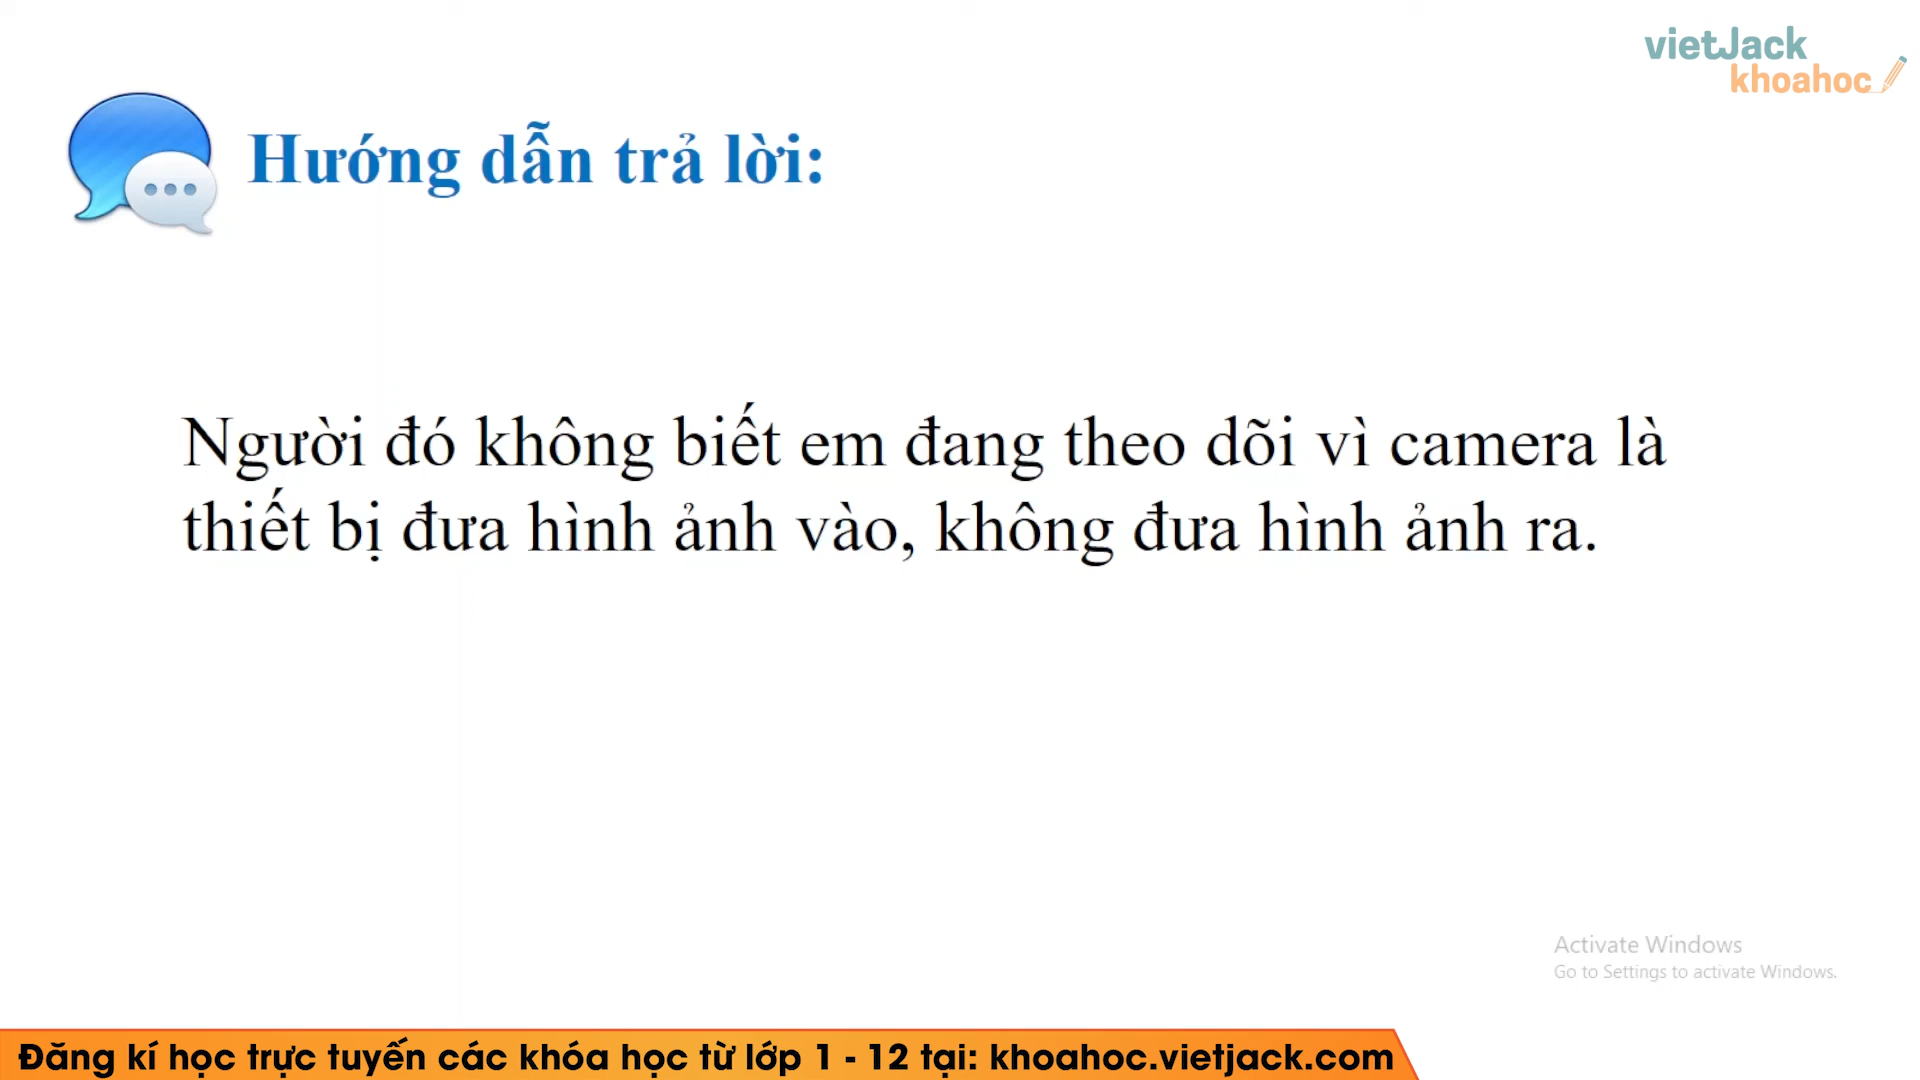 vietJack
khoahoc
Hướng dẫn trả lời:
Người đó không biết em đang theo dõi vì camera là
thiết bị đưa hình ảnh vào, không đưa hình ảnh ra.
Activate Windows
Go to Settings to activate Windows.
Đăng kí học trực tuyến các khóa học từ lớp 1 - 12 tại: khoahoc.vietjack.com